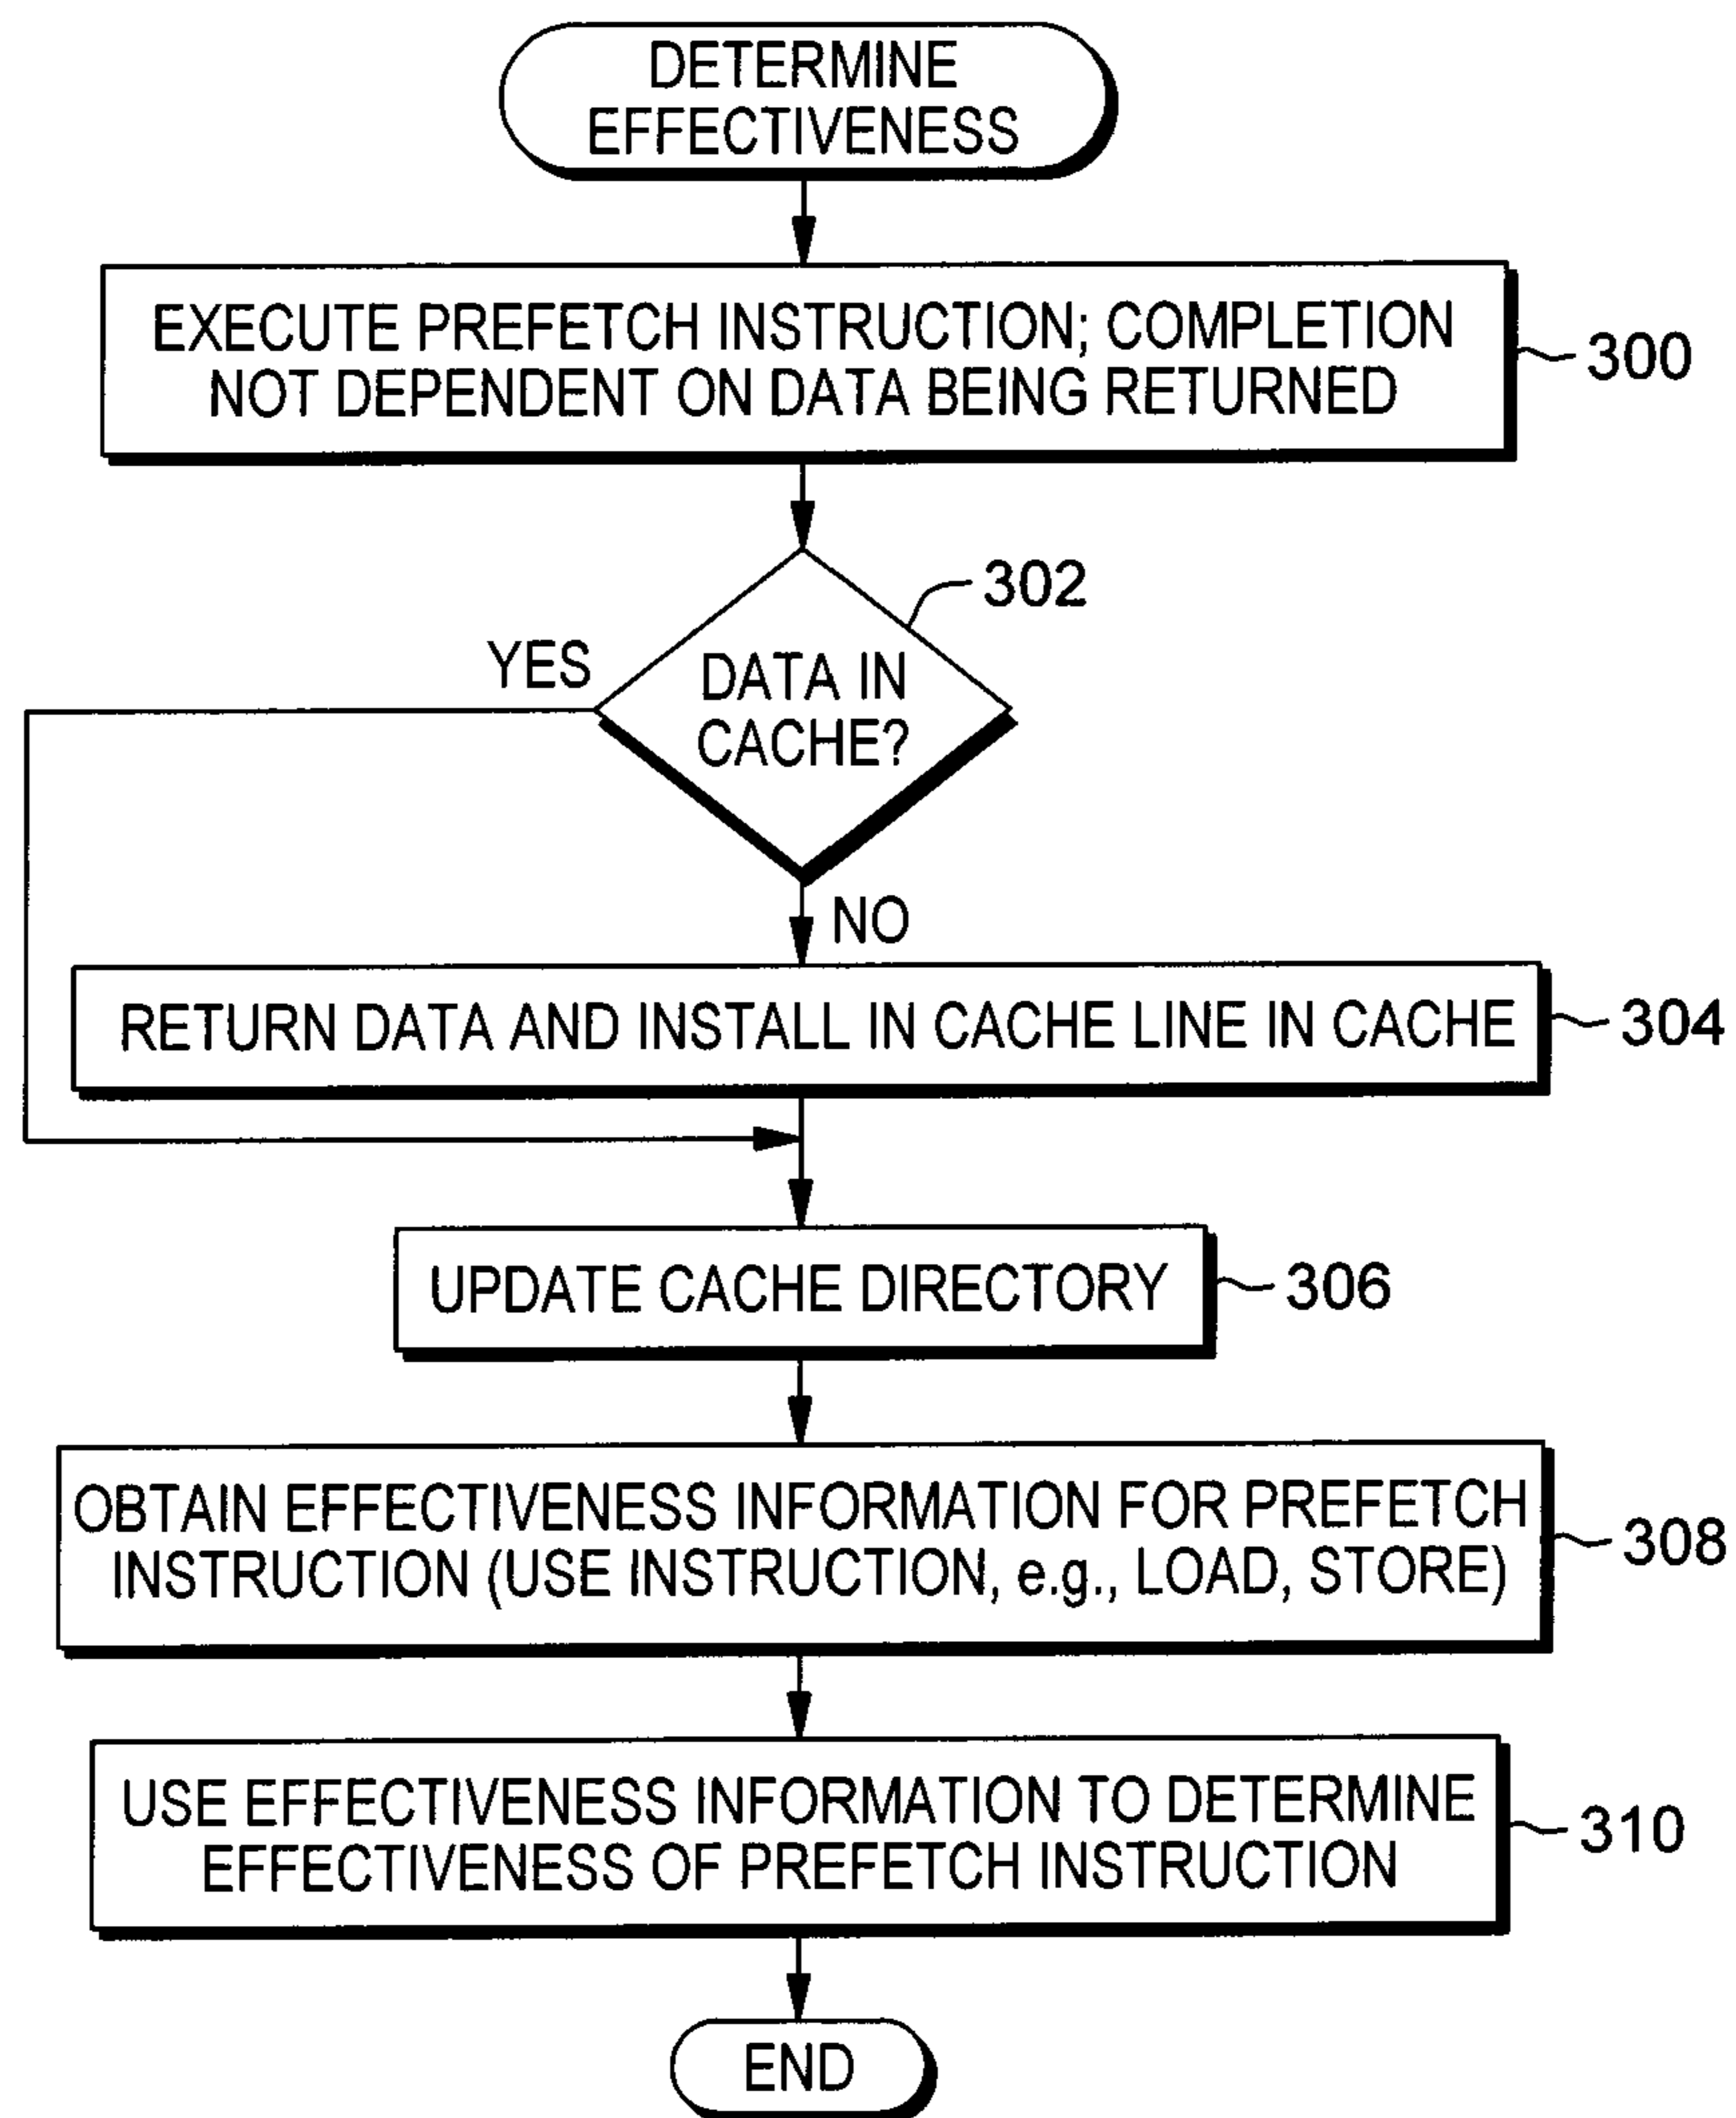 DETERMINE
EFFECTIVENESS
EXECUTE PREFETCH INSTRUCTION; COMPLETION
NOT DEPENDENT ON DATA BEING RETURNED
300
302
YES
DATA IN
CACHE?
NO
RETURN DATA AND INSTALL IN CACHE LINE IN CACHE
304
UPDATE CACHE DIRECTORY
306
OBTAIN EFFECTIVENESS INFORMATION FOR PREFETCH
INSTRUCTION (USE INSTRUCTION, e.g., LOAD, STORE)
308
USE EFFECTIVENESS INFORMATION TO DETERMINE
EFFECTIVENESS OF PREFETCH INSTRUCTION
310
END